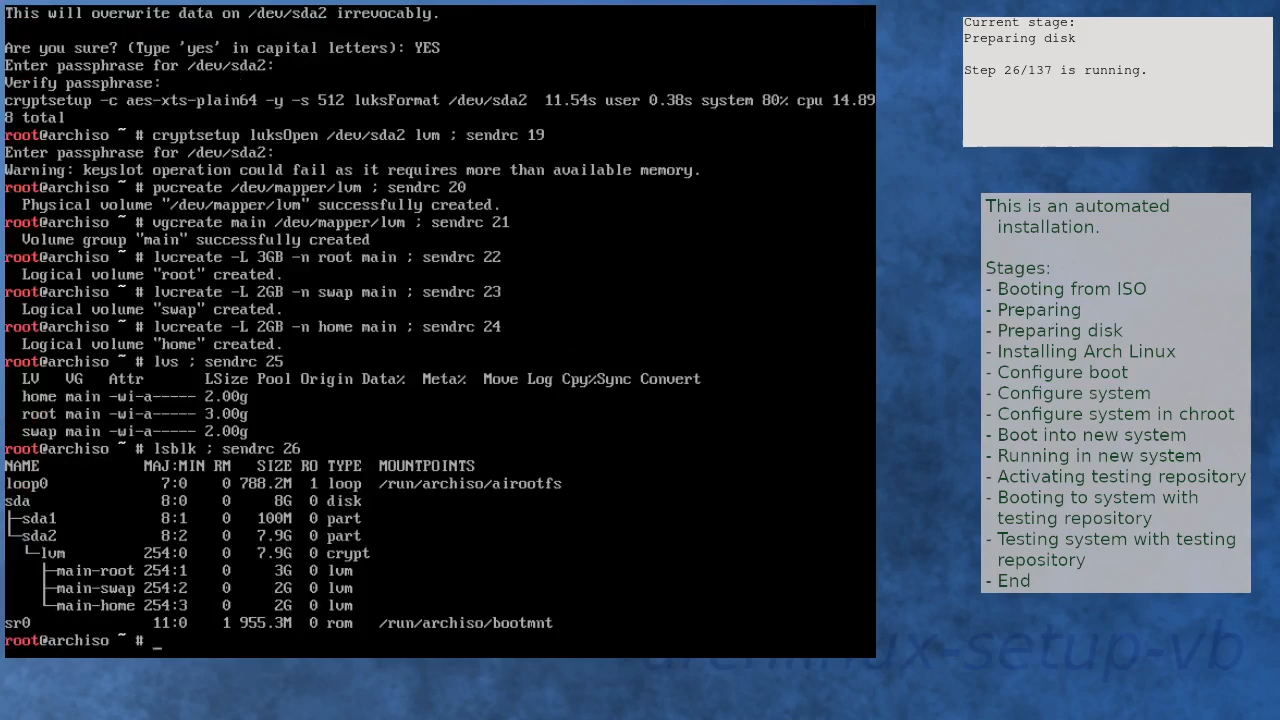 This will overwrite data on /dev/sda2 irrevocably.
Are you sure? (Type 'yes' in capital letters): YES
Enter passphrase for /dev/sda2:
Verify passphrase:
cryptsetup -c aes-xts-plain64 -y -s 512 luksFormat /dev/sda2  11.54s user 0.38s system 80% cpu 14.89
8 total
root@archiso ~ # cryptsetup luksOpen /dev/sda2 lvm ; sendrc 19
Enter passphrase for /dev/sda2:
Warning: keyslot operation could fail as it requires more than available memory.
root@archiso ~ # pvcreate /dev/mapper/lvm ; sendrc 20
  Physical volume "/dev/mapper/lvm" successfully created.
root@archiso ~ # vgcreate main /dev/mapper/lvm ; sendrc 21
  Volume group "main" successfully created
root@archiso ~ # lvcreate -L 3GB -n root main ; sendrc 22
  Logical volume "root" created.
root@archiso ~ # lvcreate -L 2GB -n swap main ; sendrc 23
  Logical volume "swap" created.
root@archiso ~ # lvcreate -L 2GB -n home main ; sendrc 24
  Logical volume "home" created.
root@archiso ~ # lvs ; sendrc 25
  LV   VG   Attr       LSize Pool Origin Data%  Meta%  Move Log Cpy%Sync Convert
  home main -wi-a----- 2.00g
  root main -wi-a----- 3.00g
  swap main -wi-a----- 2.00g
root@archiso ~ # lsblk ; sendrc 26
NAME            MAJ:MIN RM   SIZE RO TYPE  MOUNTPOINTS
loop0             7:0    0 788.2M  1 loop  /run/archiso/airootfs
sda               8:0    0     8G  0 disk
├─sda1            8:1    0   100M  0 part
└─sda2            8:2    0   7.9G  0 part
  └─lvm         254:0    0   7.9G  0 crypt
    ├─main-root 254:1    0     3G  0 lvm
    ├─main-swap 254:2    0     2G  0 lvm
    └─main-home 254:3    0     2G  0 lvm
sr0              11:0    1 955.3M  0 rom   /run/archiso/bootmnt
root@archiso ~ # _
Current stage:
Preparing disk
Step 26/137 is running.
This is an automated
installation.
Stages:
- Booting from ISO
- Preparing
- Preparing disk
- Installing Arch Linux
- Configure boot
- Configure system
- Configure system in chroot
- Boot into new system
- Running in new system
- Activating testing repository
- Booting to system with
testing repository
- Testing system with testing
repository
- End